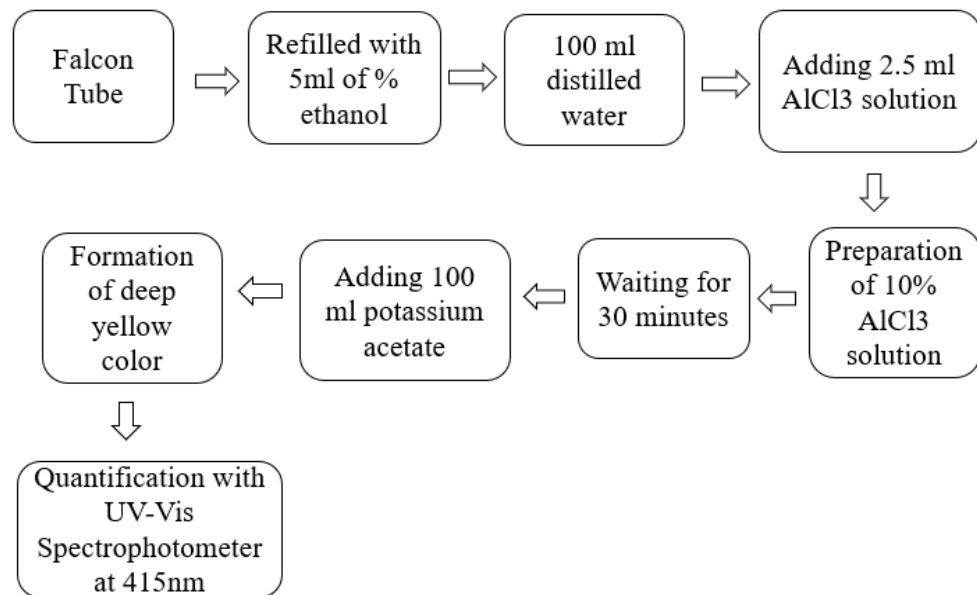 Falcon
Tube
Refilled with
5ml of %
ethanol
100 ml
distilled
water
Adding 2.5 ml
AlCl3 solution
Preparation
of 10%
AlCl3
solution
Waiting for
30 minutes
Adding 100
ml potassium
acetate
Formation
of deep
yellow
color
Quantification with
UV-Vis
Spectrophotometer
at 415nm